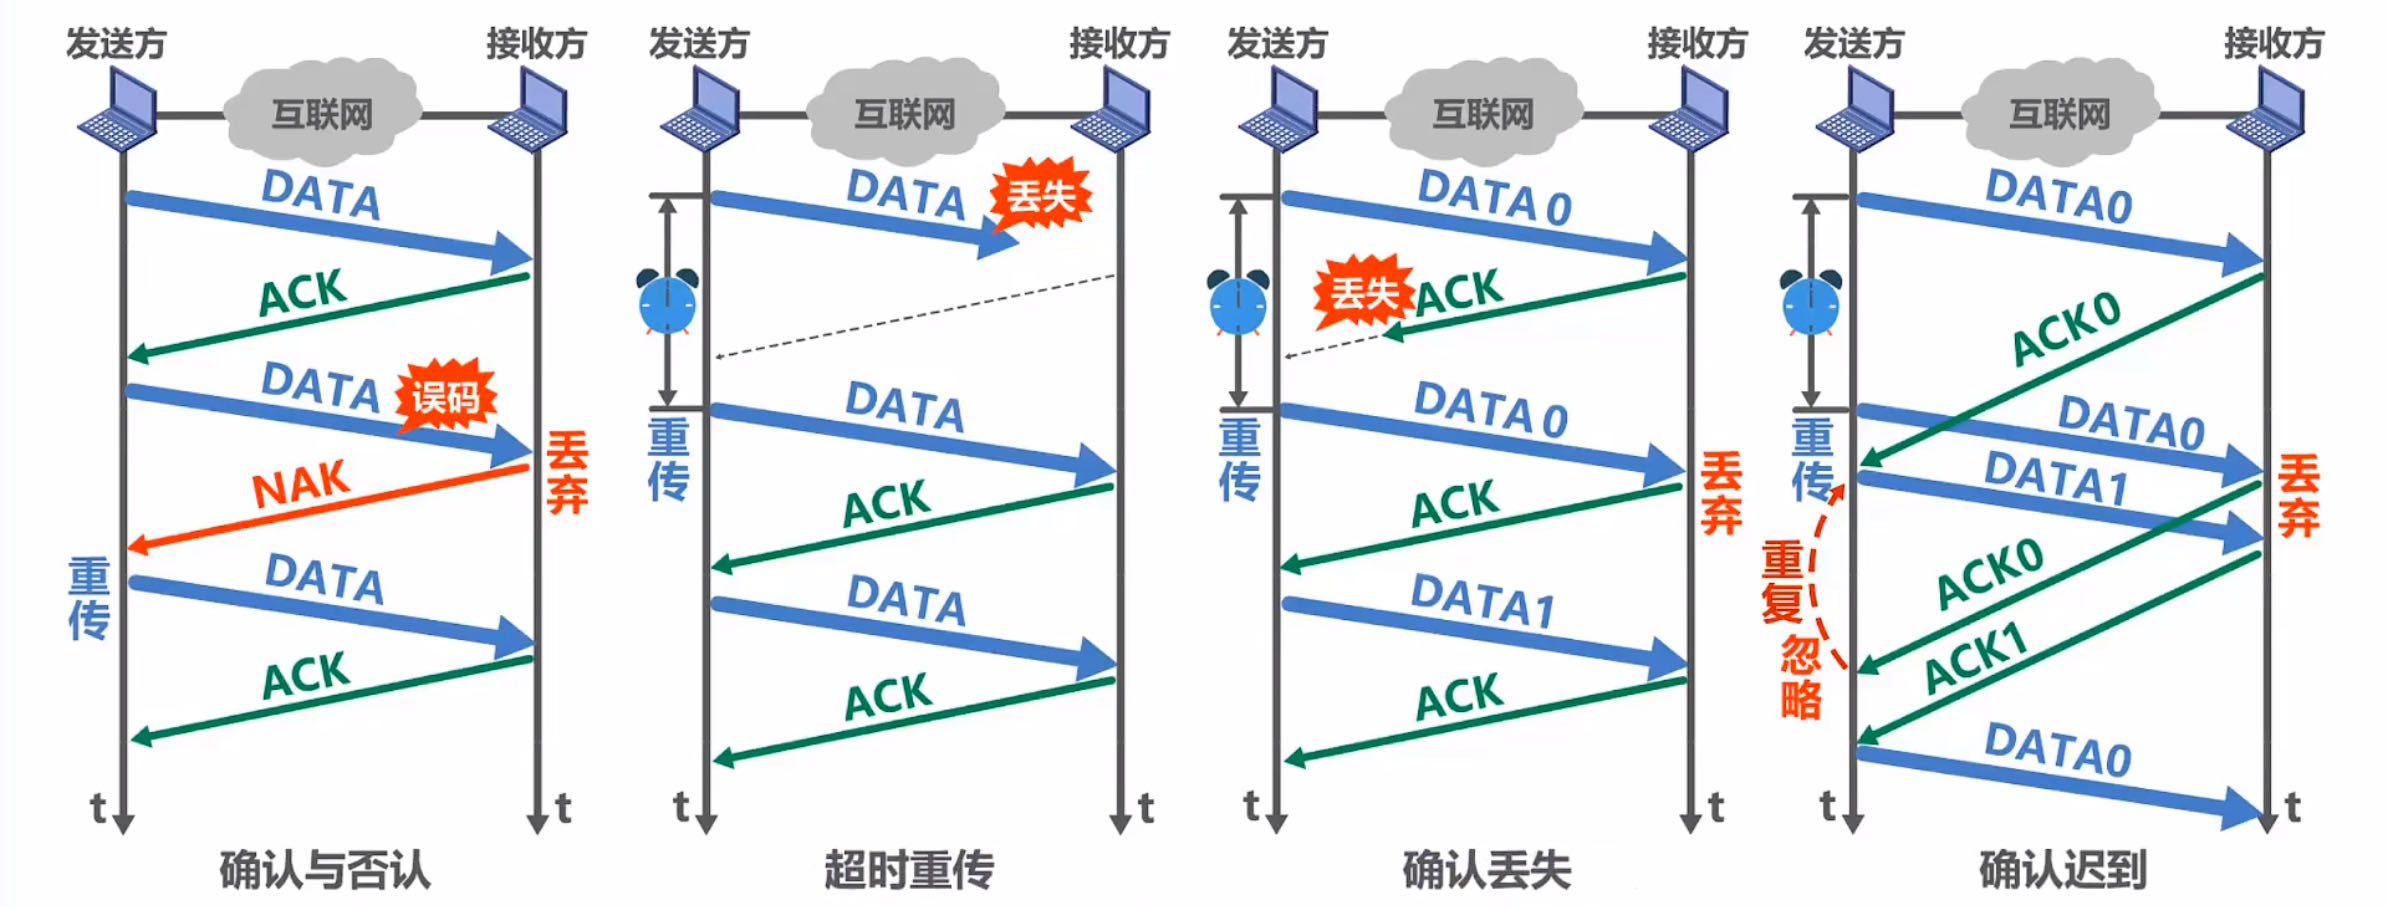 发送方
接收方
互联网
DATA
ACK
DATA
误码
丢弃
NAK
重传
DATA
ACK
t
t
确认与否认
发送方
接收方
互联网
DATA
丢失
重传
DATA
ACK
DATA
ACK
t
t
超时重传
发送方
接收方
互联网
DATA 0
丢失
ACK
重传
DATA 0
丢弃
ACK
DATA1
ACK
t
t
确认丢失
发送方
接收方
互联网
DATA0
ACK0
重传
DATA0
DATA1
丢弃
重复
忽略
ACK0
ACK1
DATA0
t
t
确认迟到